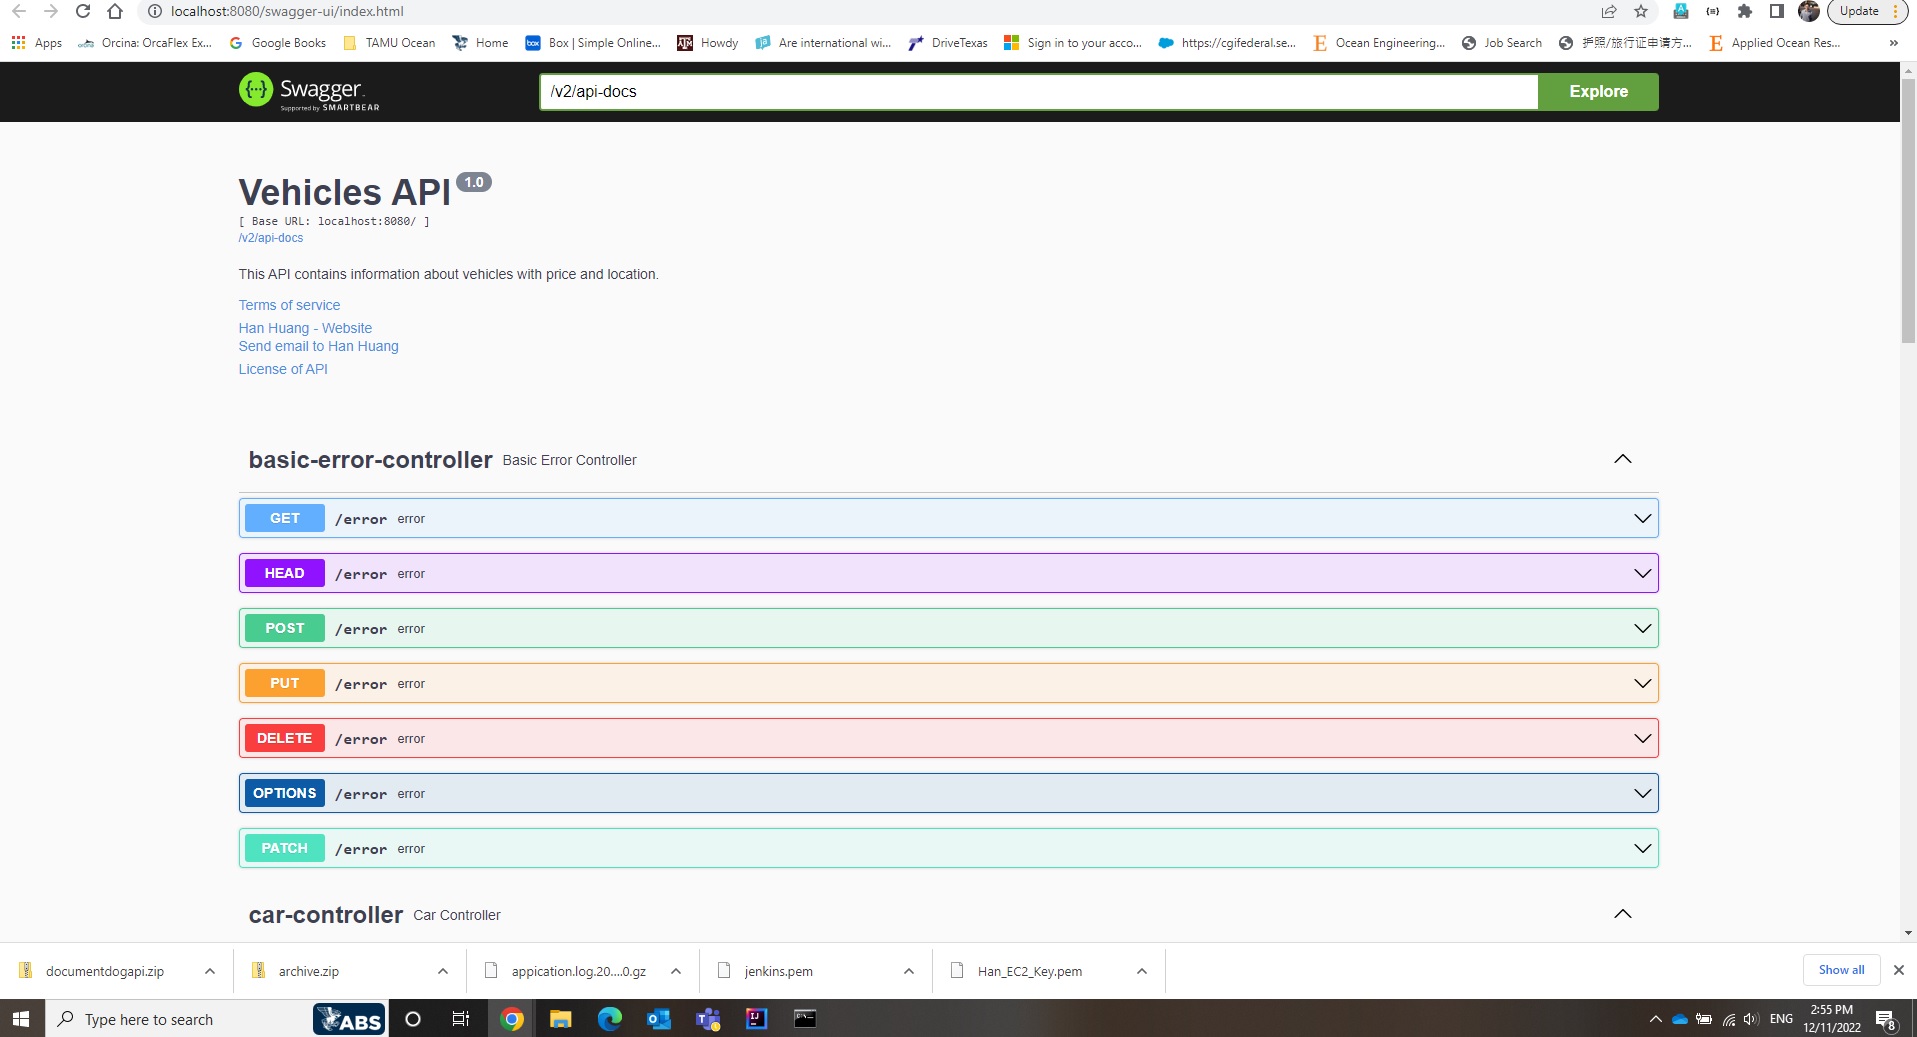 localhost:8080/swagger-ui/index.html
Update
Apps
Orcina: OrcaFlex Ex...
Google Books
TAMU Ocean
Home
Box | Simple Online...
Howdy
Are international wi...
DriveTexas
Sign in to your acco...
https://cgifederal.se...
Ocean Engineering...
Job Search
护照/旅行证申请方...
Applied Ocean Res...
»
Swagger
Supported by SMARTBEAR
/v2/api-docs
Explore
Vehicles API 1.0
[ Base URL: localhost:8080/ ]
/v2/api-docs
This API contains information about vehicles with price and location.
Terms of service
Han Huang - Website
Send email to Han Huang
License of API
basic-error-controller Basic Error Controller
GET /error error
HEAD /error error
POST /error error
PUT /error error
DELETE /error error
OPTIONS /error error
PATCH /error error
car-controller Car Controller
documentdogapi.zip
archive.zip
appication.log.20....0.gz
jenkins.pem
Han_EC2_Key.pem
Show all
Type here to search
ABS
ENG
2:55 PM
12/11/2022
8